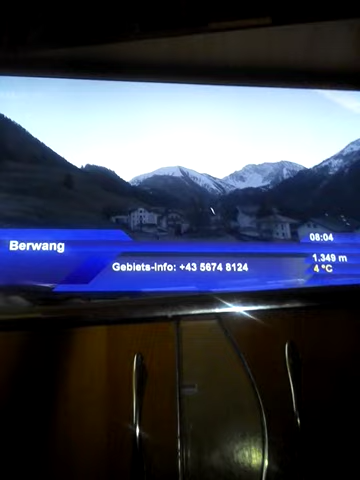 08:04
Berwang
1.349 m
Gebiets-Info: +43 5674 8124
4 °C